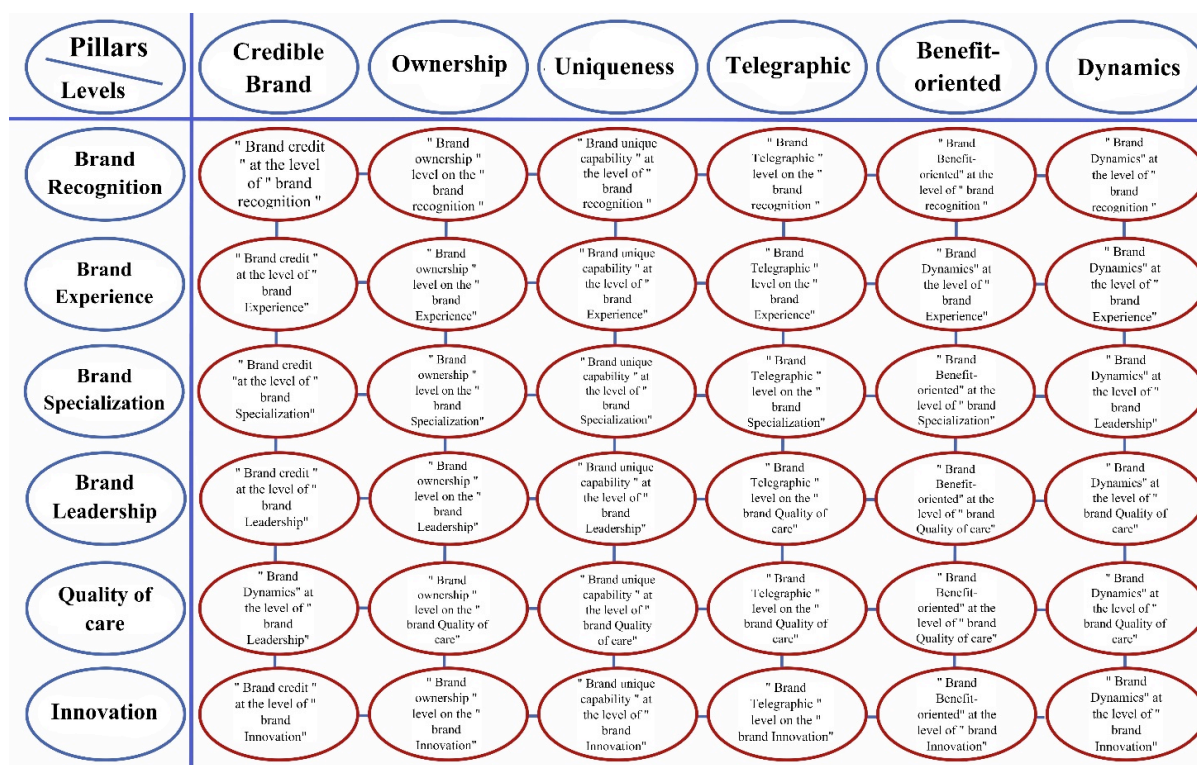 Pillars
Levels
Credible
Brand
Ownership
Uniqueness
Telegraphic
Benefit-
oriented
Dynamics
Brand
Recognition
" Brand credit
" at the level
of " brand
recognition "
" Brand
ownership "
level on the "
brand
recognition "
" Brand unique
capability " at
the level of "
brand
recognition "
" Brand
Telegraphic "
level on the "
brand
recognition "
" Brand
Benefit-
oriented" at the
level of " brand
recognition "
" Brand
Dynamics" at
the level of "
brand
recognition "
Brand
Experience
" Brand credit "
at the level of "
brand
Experience"
" Brand
ownership "
level on the "
brand
Experience"
" Brand unique
capability " at
the level of "
brand
Experience"
" Brand
Telegraphic "
level on the "
brand
Experience"
" Brand
Dynamics" at
the level of "
brand
Experience"
" Brand
Dynamics" at
the level of "
brand
Experience"
Brand
Specialization
" Brand credit
"at the level of "
brand
Specialization"
" Brand
ownership "
level on the "
brand
Specialization"
" Brand unique
capability " at
the level of "
brand
Specialization"
" Brand
Telegraphic "
level on the "
brand
Specialization"
" Brand
Benefit-
oriented" at the
level of " brand
Specialization"
" Brand
Dynamics" at
the level of "
brand
Leadership"
Brand
Leadership
" Brand credit "
at the level of "
brand
Leadership"
" Brand
ownership "
level on the "
brand
Leadership"
" Brand unique
capability " at
the level of "
brand
Leadership"
" Brand
Telegraphic "
level on the "
brand Quality of
care"
" Brand
Benefit-
oriented" at the
level of " brand
Quality of care"
" Brand
Dynamics" at
the level of "
brand Quality of
care"
Quality of
care
" Brand
Dynamics" at
the level of "
brand
Leadership"
" Brand
ownership "
level on the "
brand Quality of
care"
" Brand unique
capability " at
the level of "
brand Quality
of care"
" Brand
Telegraphic "
level on the "
brand Quality of
care"
" Brand
Benefit-
oriented" at the
level of " brand
Quality of care"
" Brand
Dynamics" at
the level of "
brand Quality of
care"
Innovation
" Brand credit "
at the level of "
brand
Innovation"
" Brand
ownership "
level on the "
brand
Innovation"
" Brand unique
capability " at
the level of "
brand
Innovation"
" Brand
Telegraphic "
level on the "
brand Innovation"
" Brand
Benefit-
oriented" at the
level of " brand
Innovation"
" Brand
Dynamics" at
the level of "
brand
Innovation"